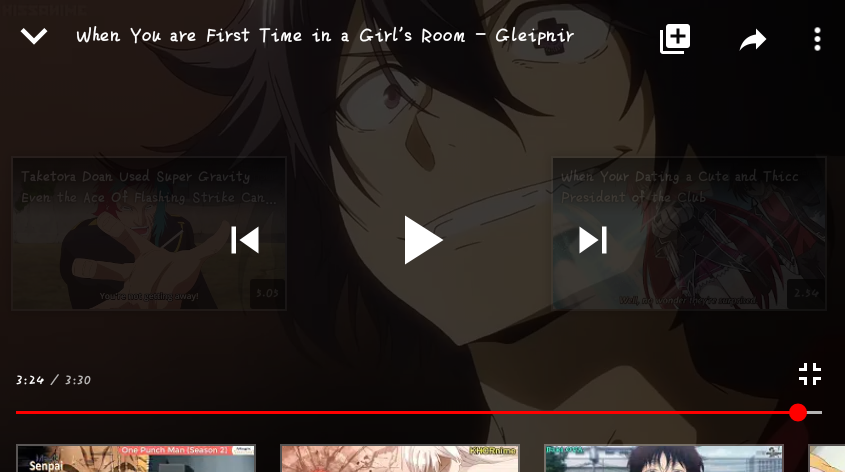 When You are First Time in a Girl's Room - Gleipnir
Taketora Doan Used Super Gravity
Even the Ace Of Flashing Strike Can...
When Your Dating a Cute and Thicc
President of the Club
3:03
2:34
3:24 / 3:30
One Punch Man [Season 2]
Senpai
KHDRnime